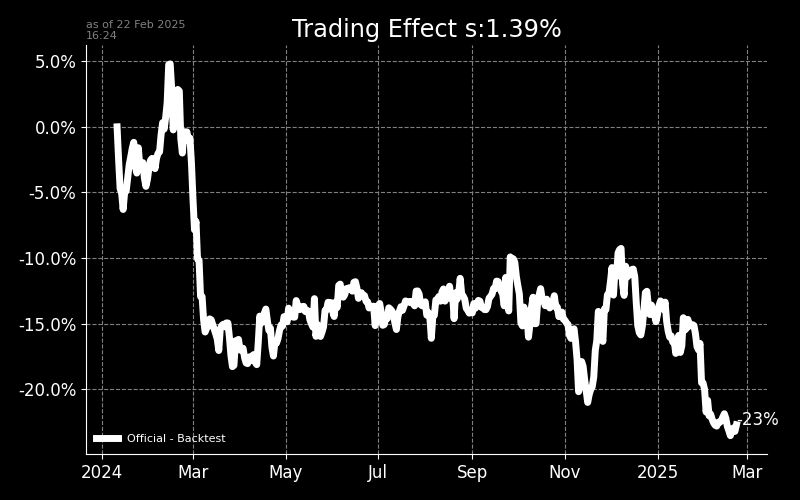 as of 22 Feb 2025
16:24
Trading Effect s:1.39%
5.0%
0.0%
-5.0%
-10.0%
-15.0%
-20.0%
-23%
Official - Backtest
2024 Mar May Jul Sep Nov 2025 Mar